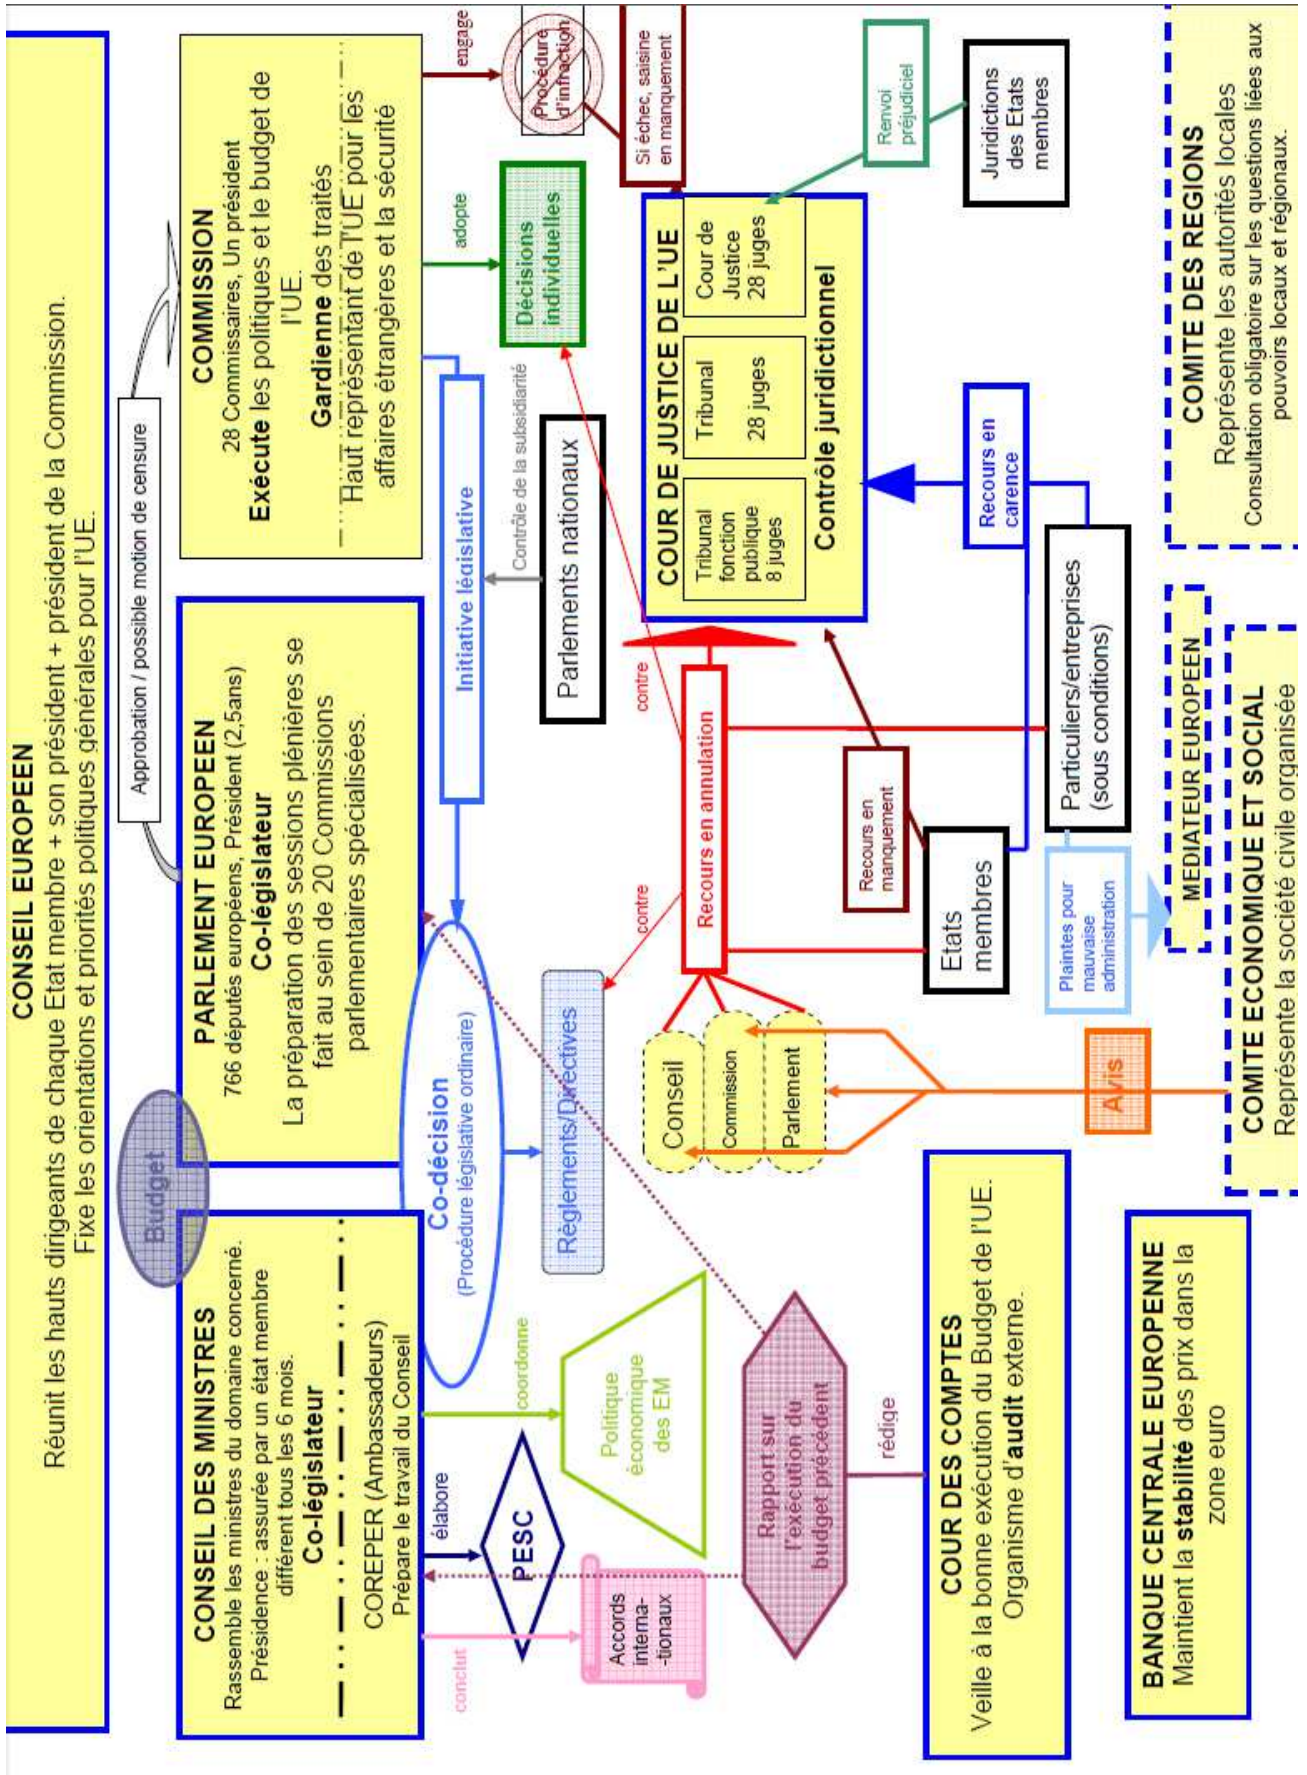 CONSEIL EUROPEEN
Réunit les hauts dirigeants de chaque Etat membre + son président + président de la Commission.
Fixe les orientations et priorités politiques générales pour l'UE.
Budget
Approbation / possible motion de censure
CONSEIL DES MINISTRES
Rassemble les ministres du domaine concerné.
Présidence : assurée par un état membre
différent tous les 6 mois.
Co-législateur
COREPER (Ambassadeurs)
Prépare le travail du Conseil
PARLEMENT EUROPEEN
766 députés européens, Président (2,5ans)
Co-législateur
La préparation des sessions plénières se
fait au sein de 20 Commissions
parlementaires spécialisées.
COMMISSION
28 Commissaires, Un président
Exécute les politiques et le budget de
l'UE.
Gardienne des traités
Haut représentant de l'UE pour les
affaires étrangères et la sécurité
conclut
élabore
coordonne
Co-décision
(Procédure législative ordinaire)
Initiative législative
adopte
engage
PESC
Accords
interna-
-tionaux
Politique
économique
des EM
Règlements/Directives
Contrôle de la subsidiarité
Parlements nationaux
Décisions
individuelles
Procédure
d'infraction
Si échec, saisine
en manquement
contre
contre
Conseil
Commission
Parlement
Recours en annulation
COUR DE JUSTICE DE L'UE
Tribunal
fonction
publique
8 juges
Tribunal
28 juges
Cour de
Justice
28 juges
Contrôle juridictionnel
Renvoi
préjudiciel
Juridictions
des Etats
membres
Rapport sur
l'exécution du
budget précédent
rédige
Recours en
manquement
Etats
membres
Recours en
carence
Particuliers/entreprises
(sous conditions)
Plaintes pour
mauvaise
administration
COUR DES COMPTES
Veille à la bonne exécution du Budget de l'UE.
Organisme d'audit externe.
Avis
MEDIATEUR EUROPEEN
BANQUE CENTRALE EUROPENNE
Maintient la stabilité des prix dans la
zone euro
COMITE ECONOMIQUE ET SOCIAL
Représente la société civile organisée
COMITE DES REGIONS
Représente les autorités locales
Consultation obligatoire sur les questions liées aux
pouvoirs locaux et régionaux.